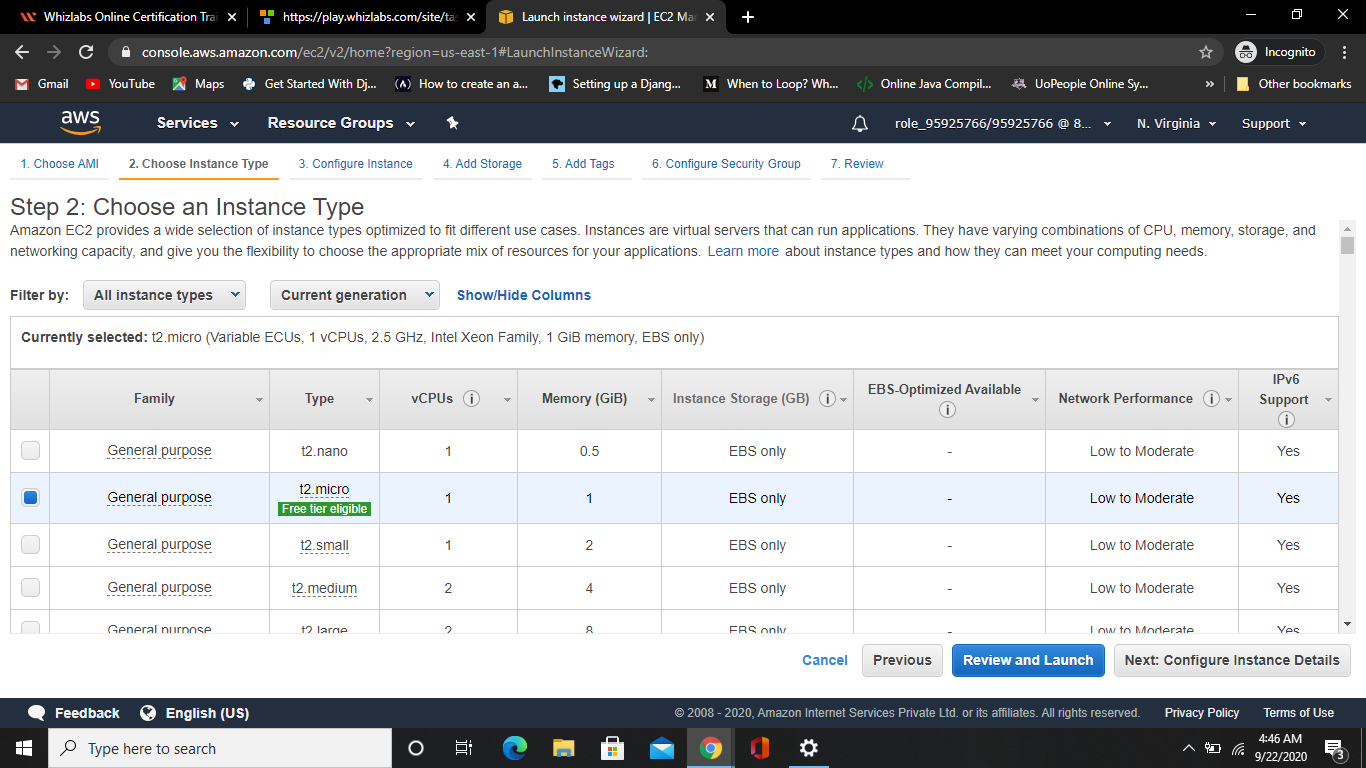 Whizlabs Online Certification Trai
https://play.whizlabs.com/site/tas
Launch instance wizard | EC2 Man
console.aws.amazon.com/ec2/v2/home?region=us-east-1#LaunchInstanceWizard:
Incognito
Gmail
YouTube
Maps
Get Started With Dj...
How to create an a...
Setting up a Djang...
When to Loop? Wh...
Online Java Compil...
UoPeople Online Sy...
Other bookmarks
aws
Services
Resource Groups
role_95925766/95925766 @ 8...
N. Virginia
Support
1. Choose AMI
2. Choose Instance Type
3. Configure Instance
4. Add Storage
5. Add Tags
6. Configure Security Group
7. Review
Step 2: Choose an Instance Type
Amazon EC2 provides a wide selection of instance types optimized to fit different use cases. Instances are virtual servers that can run applications. They have varying combinations of CPU, memory, storage, and
networking capacity, and give you the flexibility to choose the appropriate mix of resources for your applications. Learn more about instance types and how they can meet your computing needs.
Filter by:
All instance types
Current generation
Show/Hide Columns
Currently selected: t2.micro (Variable ECUs, 1 vCPUs, 2.5 GHz, Intel Xeon Family, 1 GiB memory, EBS only)
Family
Type
vCPUs
Memory (GiB)
Instance Storage (GB)
EBS-Optimized Available
Network Performance
IPv6
Support
General purpose t2.nano 1 0.5 EBS only - Low to Moderate Yes
General purpose t2.micro 1 1 EBS only - Low to Moderate Yes
Free tier eligible
General purpose t2.small 1 2 EBS only - Low to Moderate Yes
General purpose t2.medium 2 4 EBS only - Low to Moderate Yes
General purpose t2.large 2 8 EBS only - Low to Moderate Yes
Cancel
Previous
Review and Launch
Next: Configure Instance Details
Feedback
English (US)
© 2008 - 2020, Amazon Internet Services Private Ltd. or its affiliates. All rights reserved.
Privacy Policy
Terms of Use
Type here to search
4:46 AM
9/22/2020
3